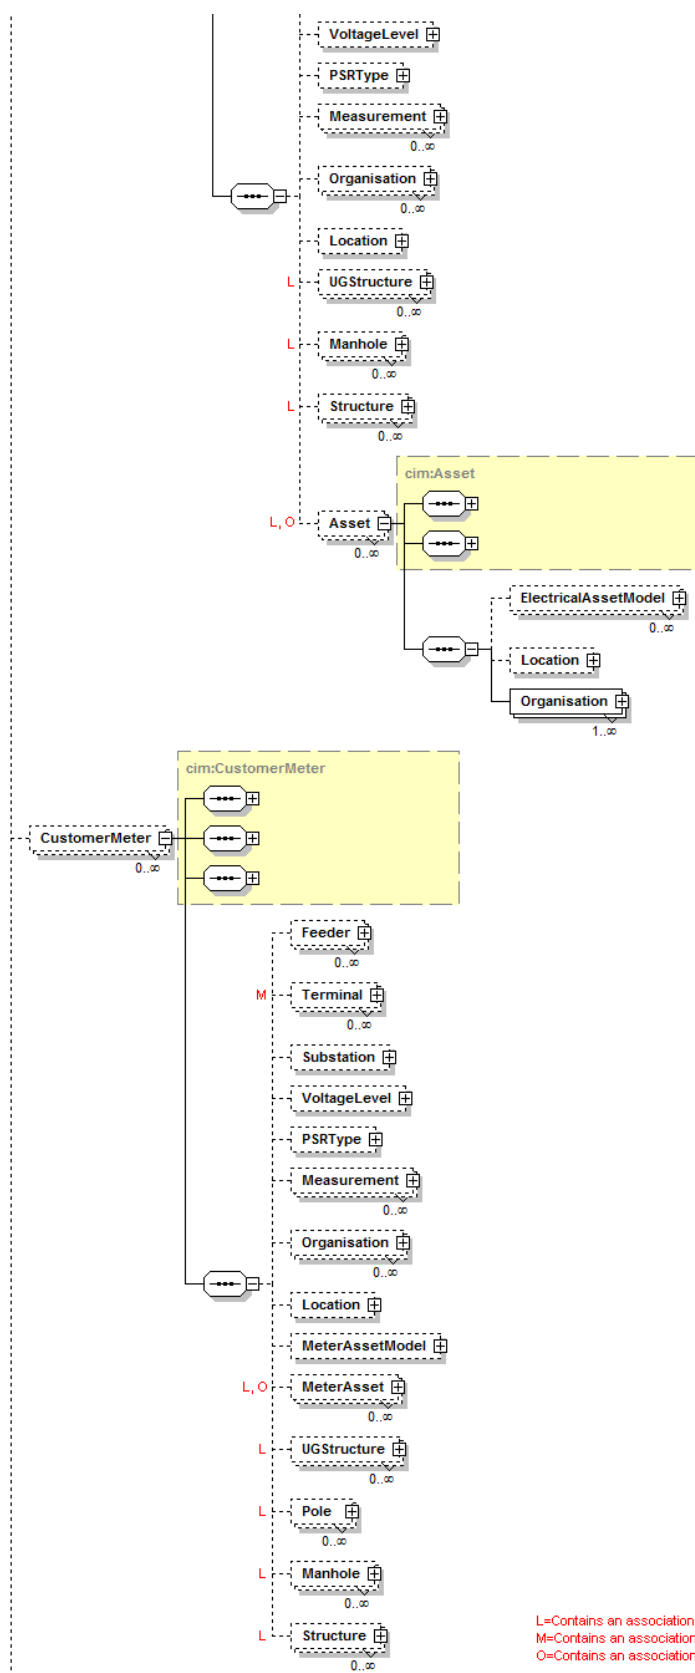 VoltageLevel
PSRType
Measurement
0..∞
Organisation
0..∞
Location
L
UGStructure
0..∞
L
Manhole
0..∞
L
Structure
0..∞
cim:Asset
L, O
Asset
0..∞
ElectricalAssetModel
0..∞
Location
Organisation
1..∞
cim:CustomerMeter
CustomerMeter
0..∞
Feeder
0..∞
M
Terminal
0..∞
Substation
VoltageLevel
PSRType
Measurement
0..∞
Organisation
0..∞
Location
MeterAssetModel
L, O
MeterAsset
0..∞
L
UGStructure
0..∞
L
Pole
0..∞
L
Manhole
0..∞
L
Structure
0..∞
L=Contains an association
M=Contains an association
O=Contains an association